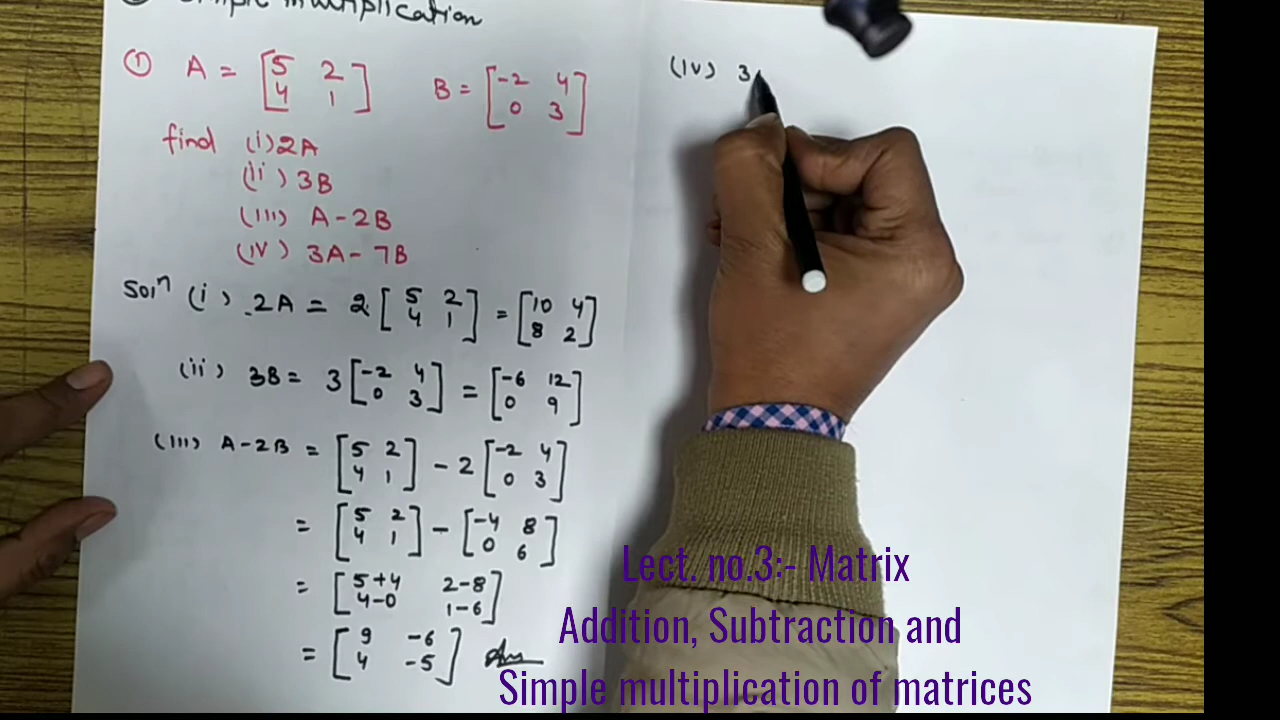 Simple multiplication
① A = [5 2
4 1] B = [-2 4
0 3]
find (i) 2A
(ii) 3B
(III) A - 2B
(IV) 3A - 7B
Solⁿ (i) 2A = 2 [5 2
4 1] = [10 4
8 2]
(ii) 3B = 3 [-2 4
0 3] = [-6 12
0 9]
(III) A - 2B = [5 2
4 1] - 2 [-2 4
0 3]
= [5 2
4 1] - [-4 8
0 6]
= [5+4 2-8
4-0 1-6]
= [9 -6
4 -5] Ans
(IV) 3
Lect. no.3:- Matrix
Addition, Subtraction and
Simple multiplication of matrices